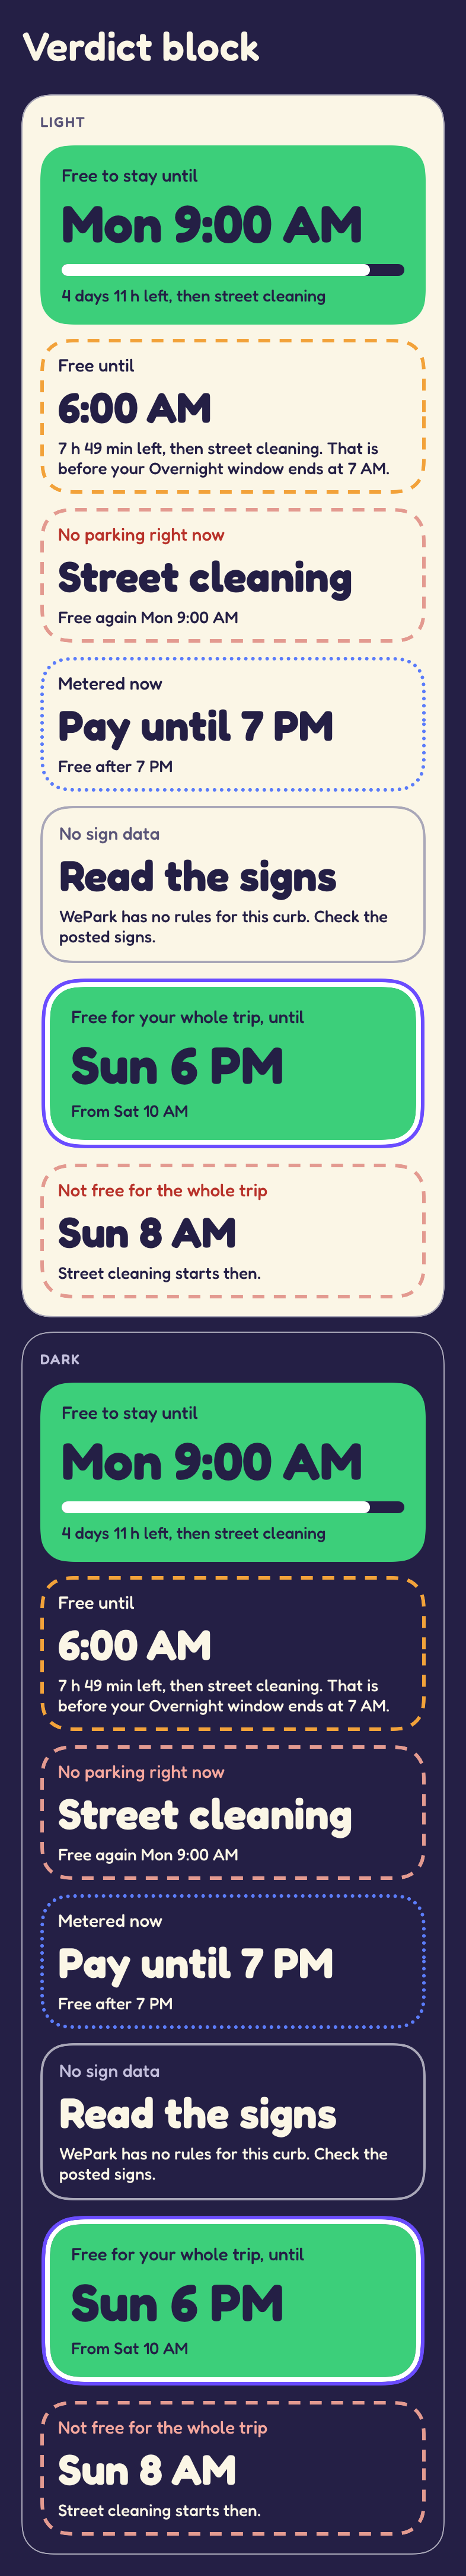 Verdict block
LIGHT
Free to stay until
Mon 9:00 AM
4 days 11 h left, then street cleaning
Free until
6:00 AM
7 h 49 min left, then street cleaning. That is
before your Overnight window ends at 7 AM.
No parking right now
Street cleaning
Free again Mon 9:00 AM
Metered now
Pay until 7 PM
Free after 7 PM
No sign data
Read the signs
WePark has no rules for this curb. Check the
posted signs.
Free for your whole trip, until
Sun 6 PM
From Sat 10 AM
Not free for the whole trip
Sun 8 AM
Street cleaning starts then.
DARK
Free to stay until
Mon 9:00 AM
4 days 11 h left, then street cleaning
Free until
6:00 AM
7 h 49 min left, then street cleaning. That is
before your Overnight window ends at 7 AM.
No parking right now
Street cleaning
Free again Mon 9:00 AM
Metered now
Pay until 7 PM
Free after 7 PM
No sign data
Read the signs
WePark has no rules for this curb. Check the
posted signs.
Free for your whole trip, until
Sun 6 PM
From Sat 10 AM
Not free for the whole trip
Sun 8 AM
Street cleaning starts then.